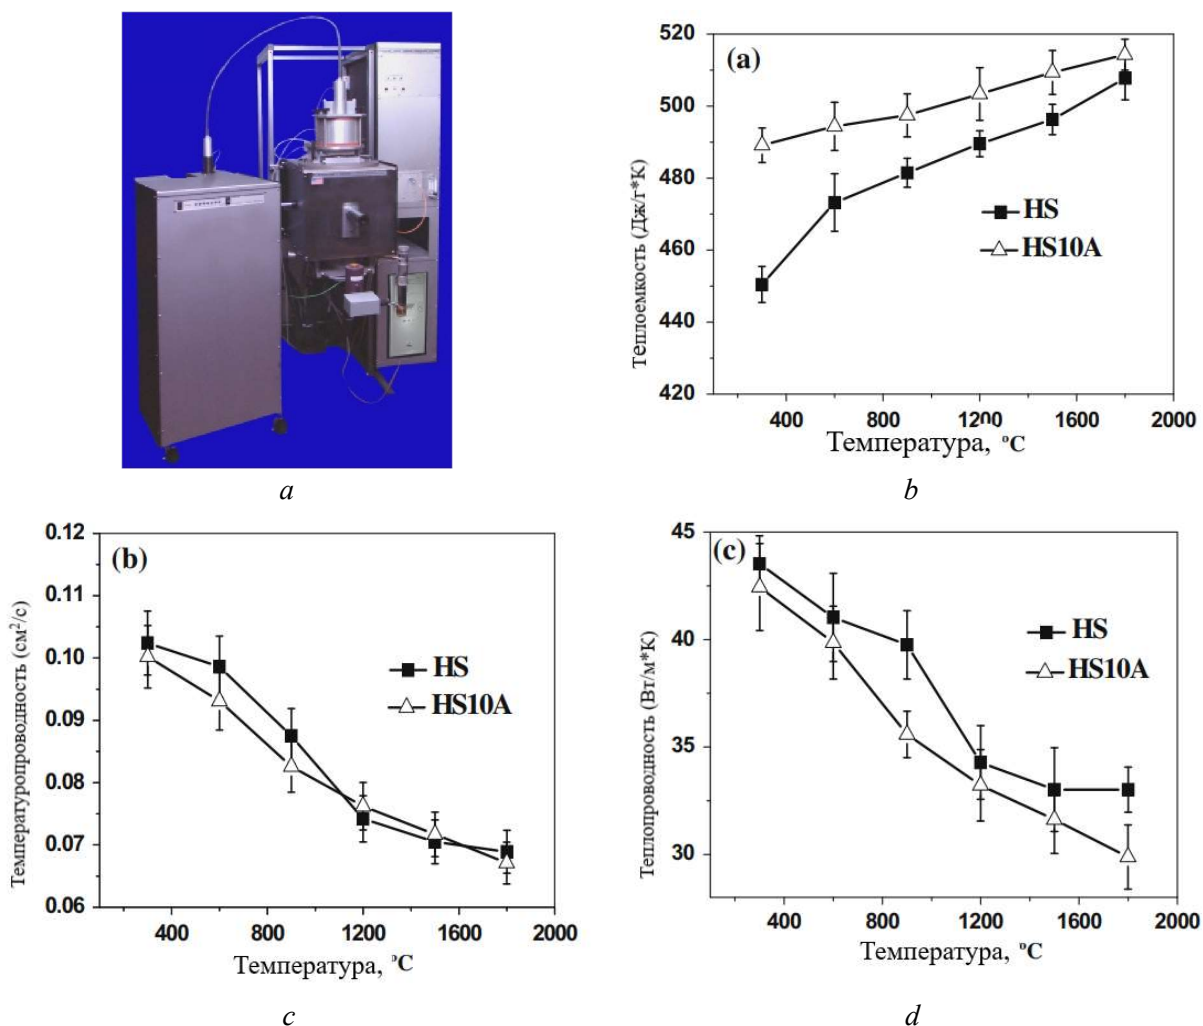 (a)
Теплоемкость (Дж/г*К)
520
500
480
460
440
420
HS
HS10A
400 800 1200 1600 2000
Температура, °C
a
b
(b)
Температуропроводность (см²/с)
0.12
0.11
0.10
0.09
0.08
0.07
0.06
HS
HS10A
400 800 1200 1600 2000
Температура, °C
c
(c)
Теплопроводность (Вт/м*К)
45
40
35
30
HS
HS10A
400 800 1200 1600 2000
Температура, °C
d